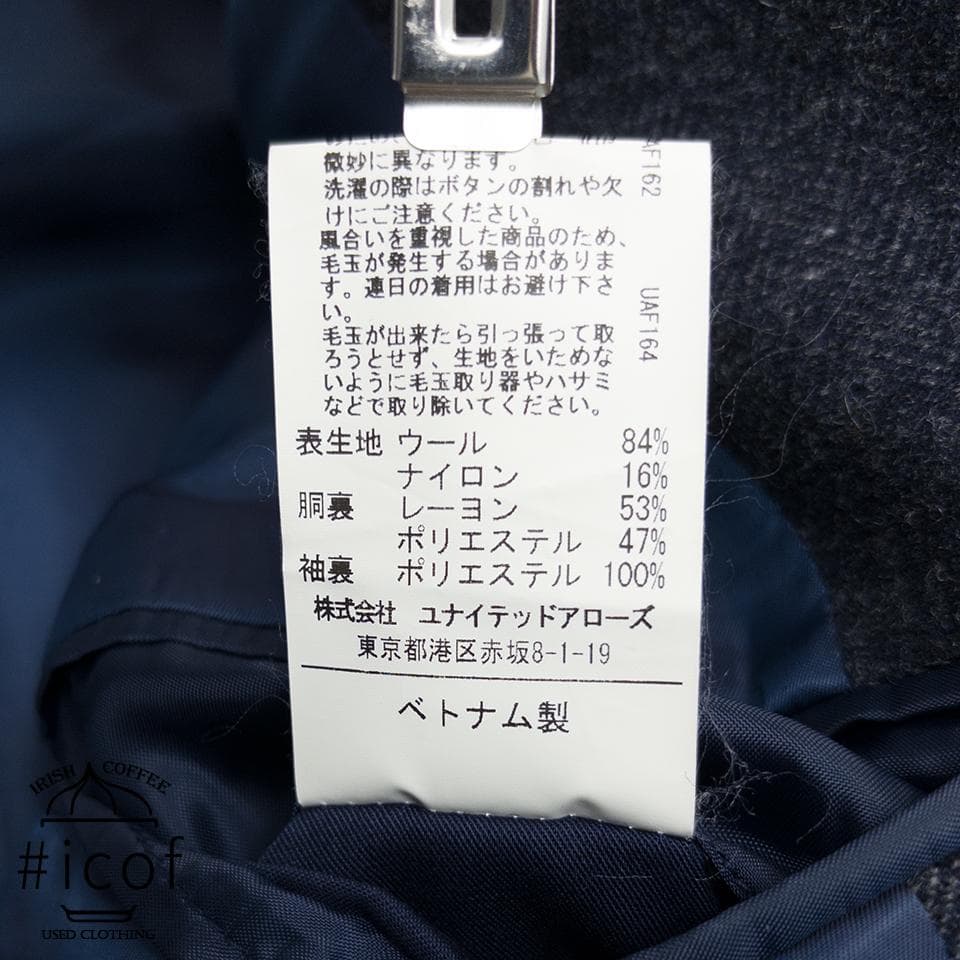 微妙に異なります。
洗濯の際はボタンの割れや欠
けにご注意ください。
風合いを重視した商品のため、
毛玉が発生する場合がありま
す。連日の着用はお避け下さ
い。
毛玉が出来たら引っ張って取
ろうとせず、生地をいためな
いように毛玉取り器やハサミ
などで取り除いてください。
AF162
UAF164
表生地 ウール 84%
ナイロン 16%
胴裏 レーヨン 53%
ポリエステル 47%
袖裏 ポリエステル 100%
株式会社 ユナイテッドアローズ
東京都港区赤坂8-1-19
ベトナム製
IRISH COFFEE
#icof
USED CLOTHING